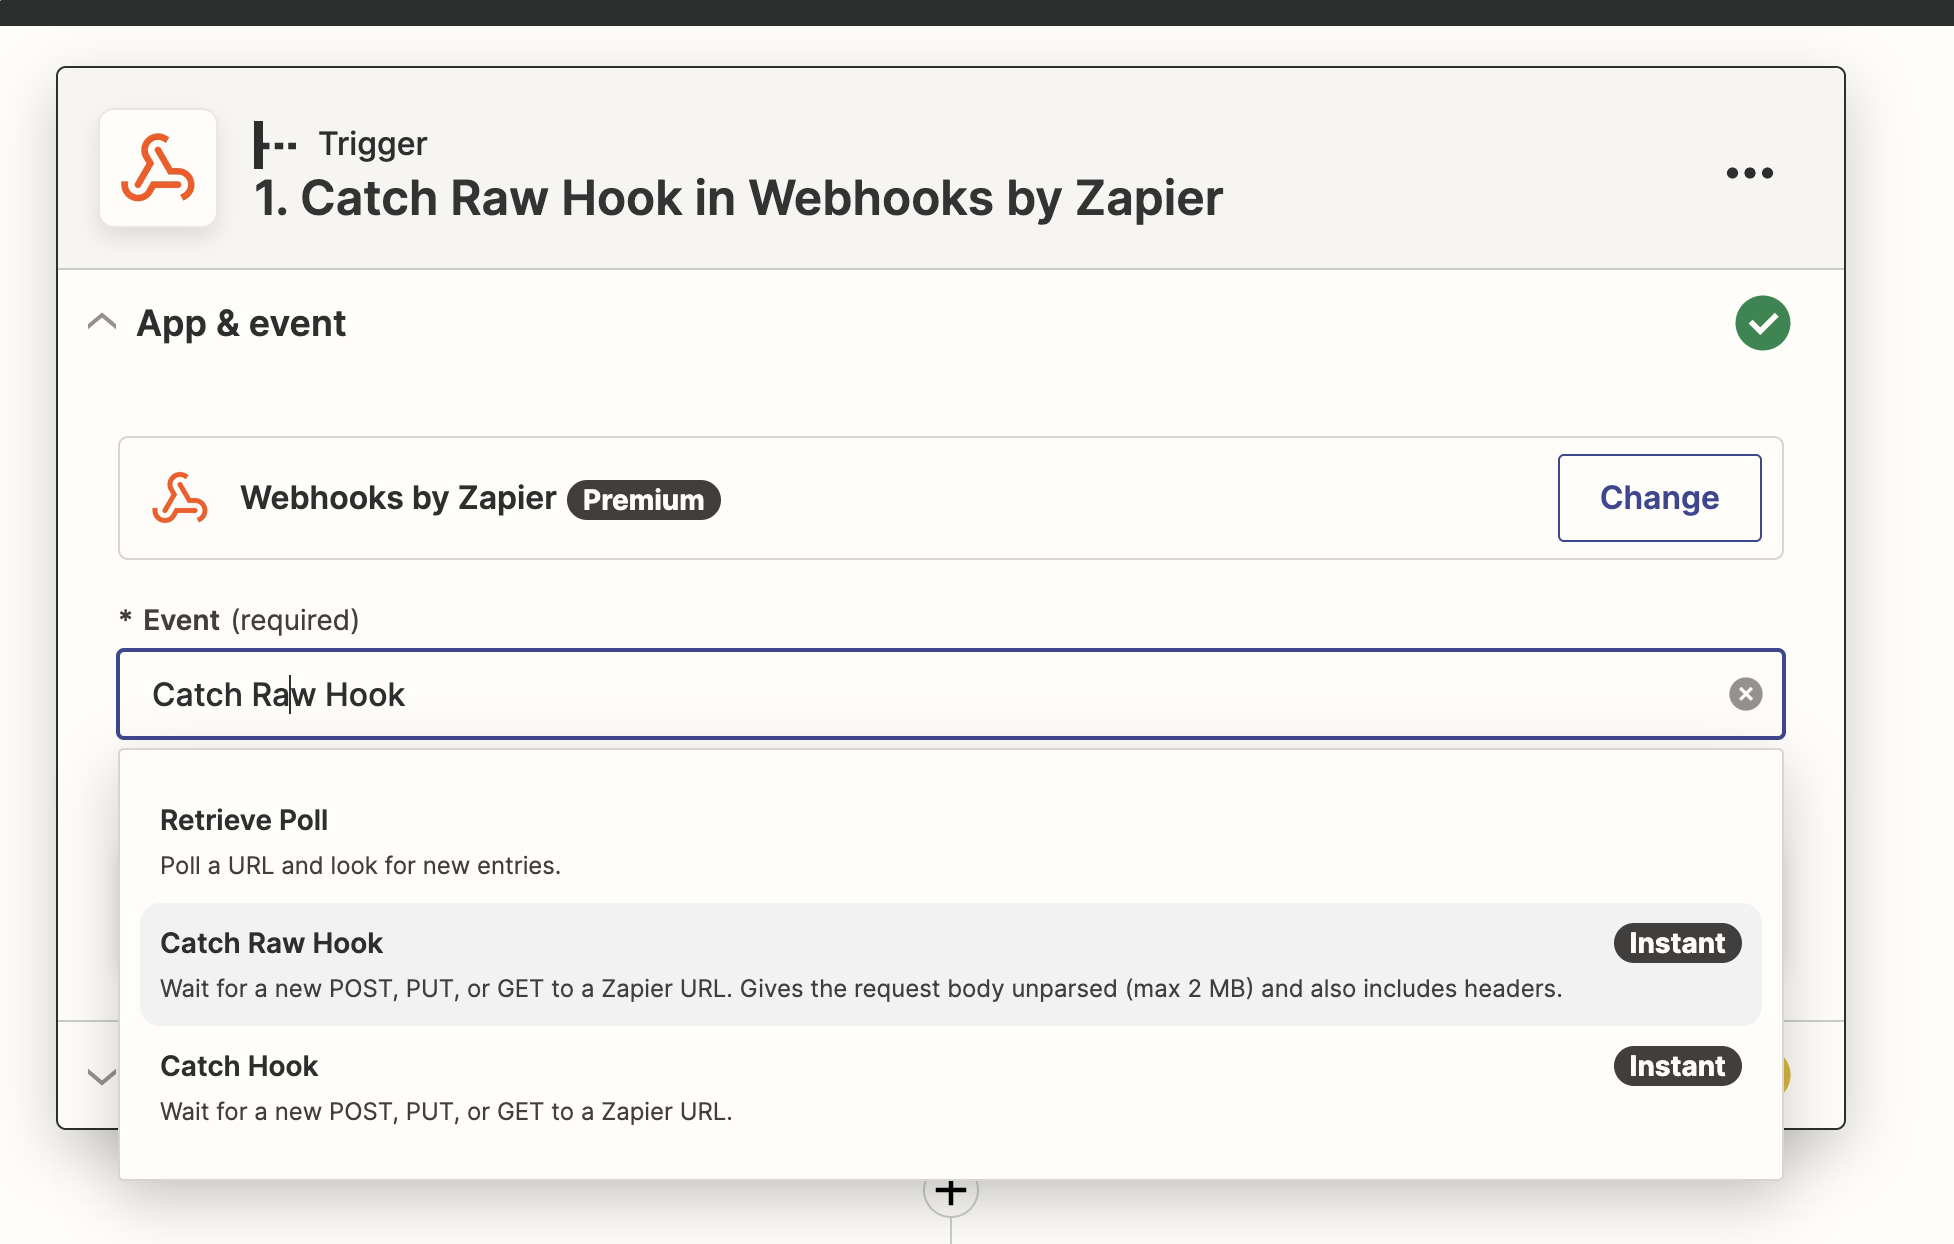 Trigger
1. Catch Raw Hook in Webhooks by Zapier
App & event
Webhooks by Zapier Premium
Change
* Event (required)
Catch Raw Hook
Retrieve Poll
Poll a URL and look for new entries.
Catch Raw Hook
Instant
Wait for a new POST, PUT, or GET to a Zapier URL. Gives the request body unparsed (max 2 MB) and also includes headers.
Catch Hook
Instant
Wait for a new POST, PUT, or GET to a Zapier URL.